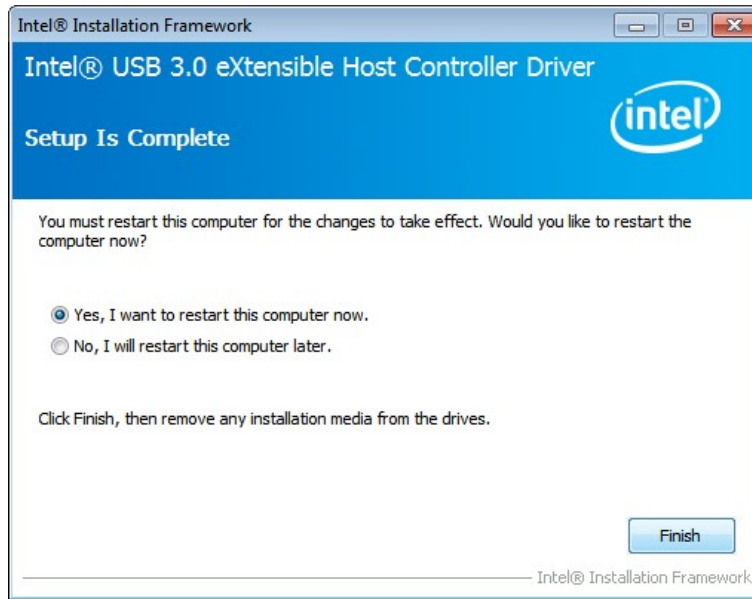 Intel® Installation Framework
Intel® USB 3.0 eXtensible Host Controller Driver
intel
Setup Is Complete
You must restart this computer for the changes to take effect. Would you like to restart the
computer now?
Yes, I want to restart this computer now.
No, I will restart this computer later.
Click Finish, then remove any installation media from the drives.
Finish
Intel® Installation Framework